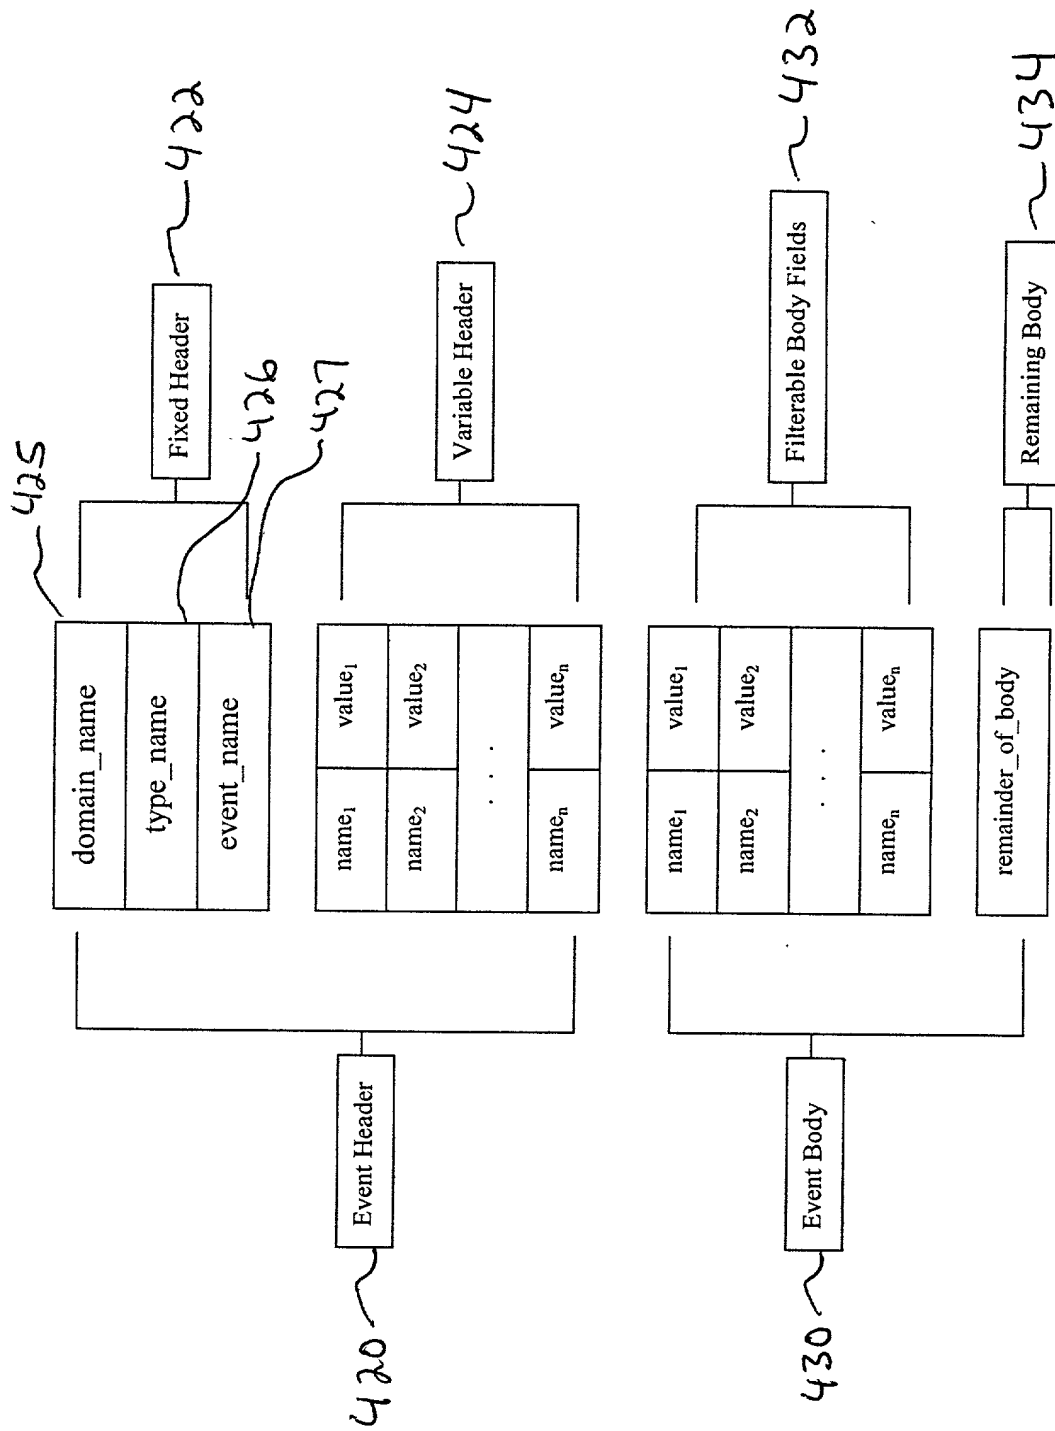 425
domain_name
type_name
event_name
Fixed Header
422
426
427
Event Header
420
name1 value1
name2 value2
. . .
namen valuen
Variable Header
424
Event Body
430
name1 value1
name2 value2
. . .
namen valuen
Filterable Body Fields
432
remainder_of_body
Remaining Body
434